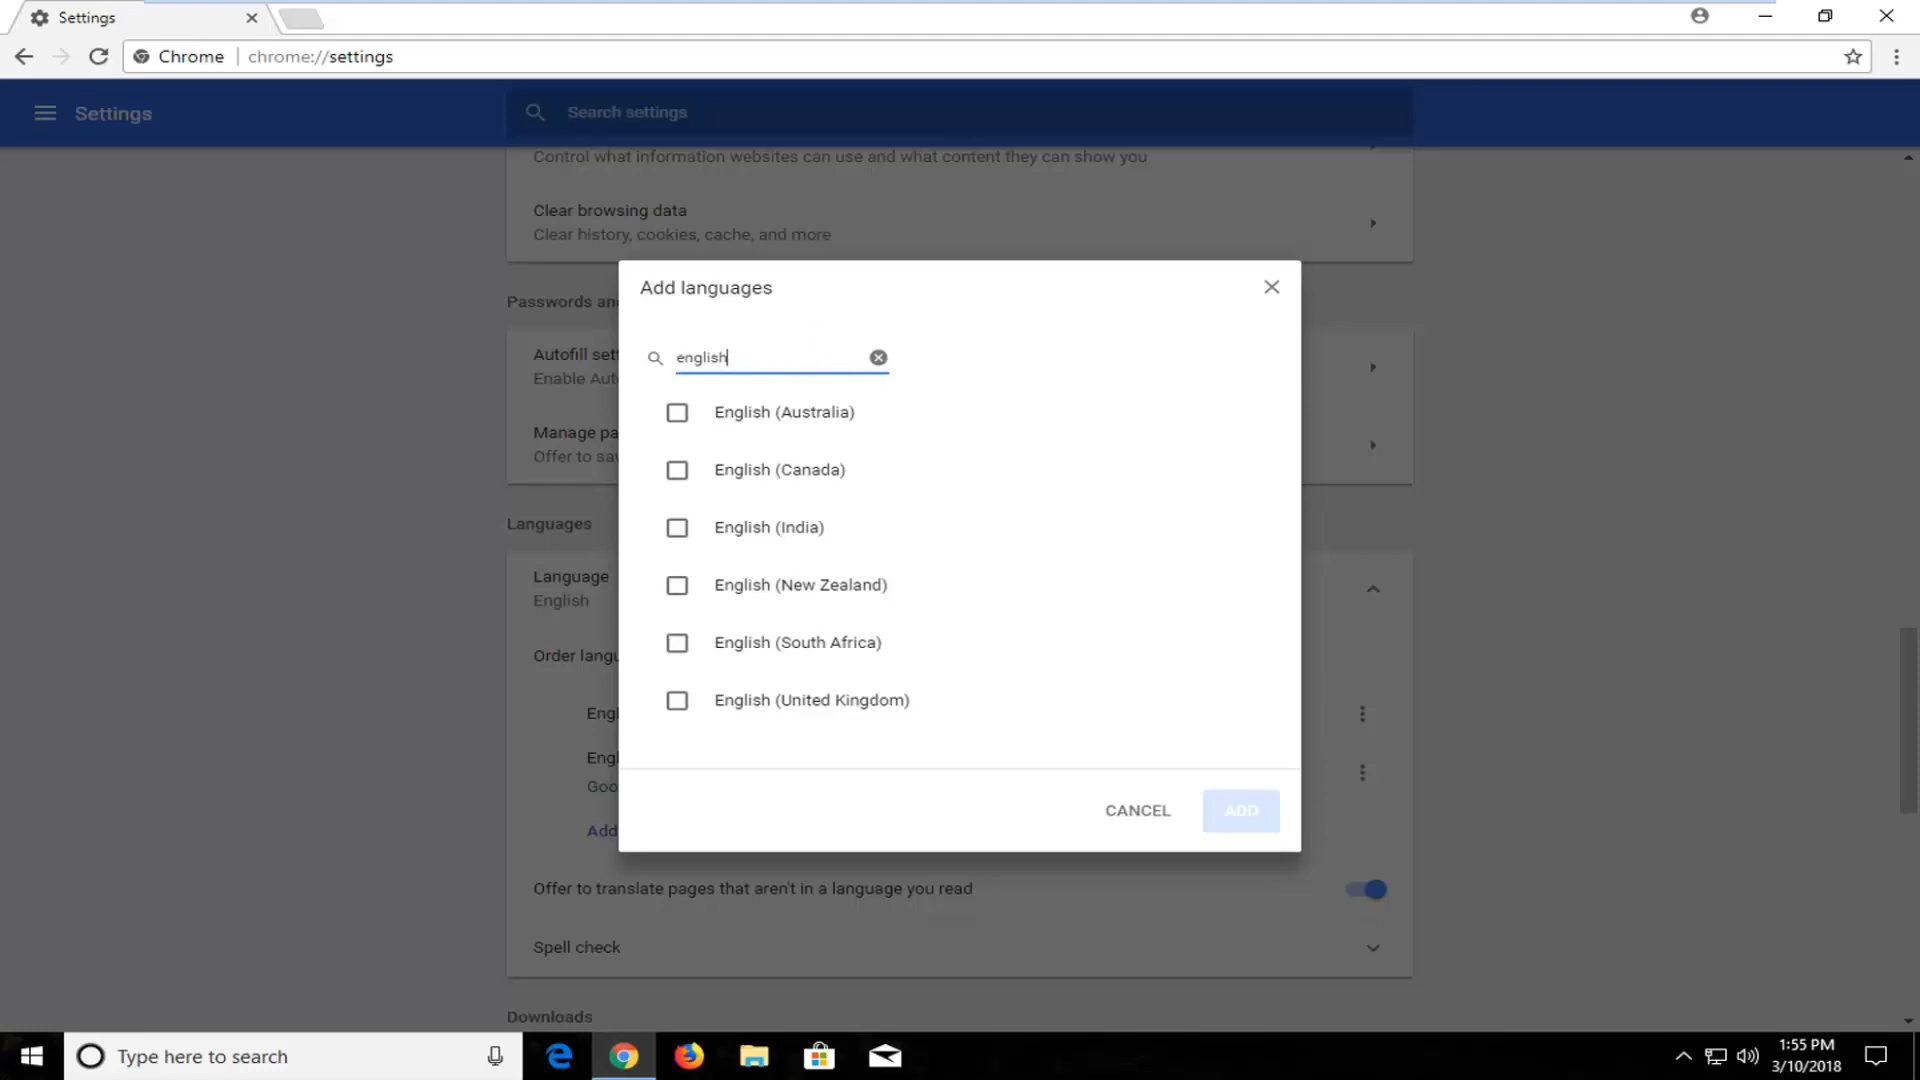 Settings
Chrome | chrome://settings
Settings
Search settings
Control what information websites can use and what content they can show you
Clear browsing data
Clear history, cookies, cache, and more
Passwords an
Autofill set
Enable Aut
Manage pa
Offer to sav
Languages
Language
English
Order langu
Engl
Engl
Goo
Add
Add languages
english
English (Australia)
English (Canada)
English (India)
English (New Zealand)
English (South Africa)
English (United Kingdom)
CANCEL
ADD
Offer to translate pages that aren't in a language you read
Spell check
Downloads
Type here to search
1:55 PM
3/10/2018